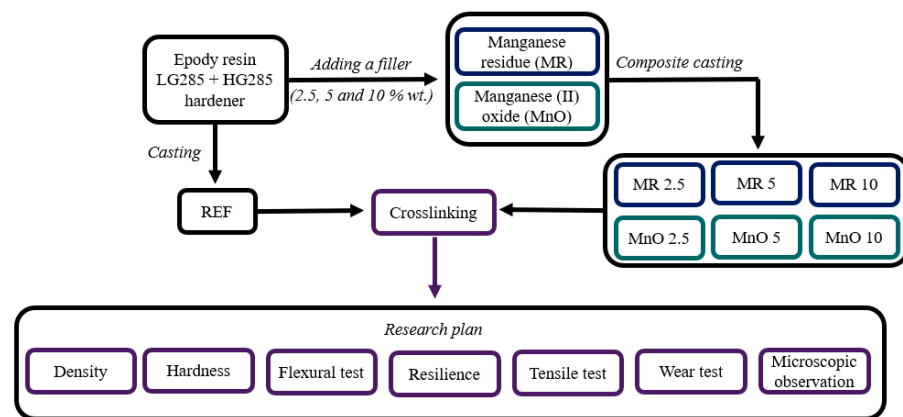 Epody resin
LG285 + HG285
hardener
Adding a filler
(2.5, 5 and 10 % wt.)
Manganese
residue (MR)
Manganese (II)
oxide (MnO)
Composite casting
Casting
REF
Crosslinking
MR 2.5
MR 5
MR 10
MnO 2.5
MnO 5
MnO 10
Research plan
Density
Hardness
Flexural test
Resilience
Tensile test
Wear test
Microscopic
observation